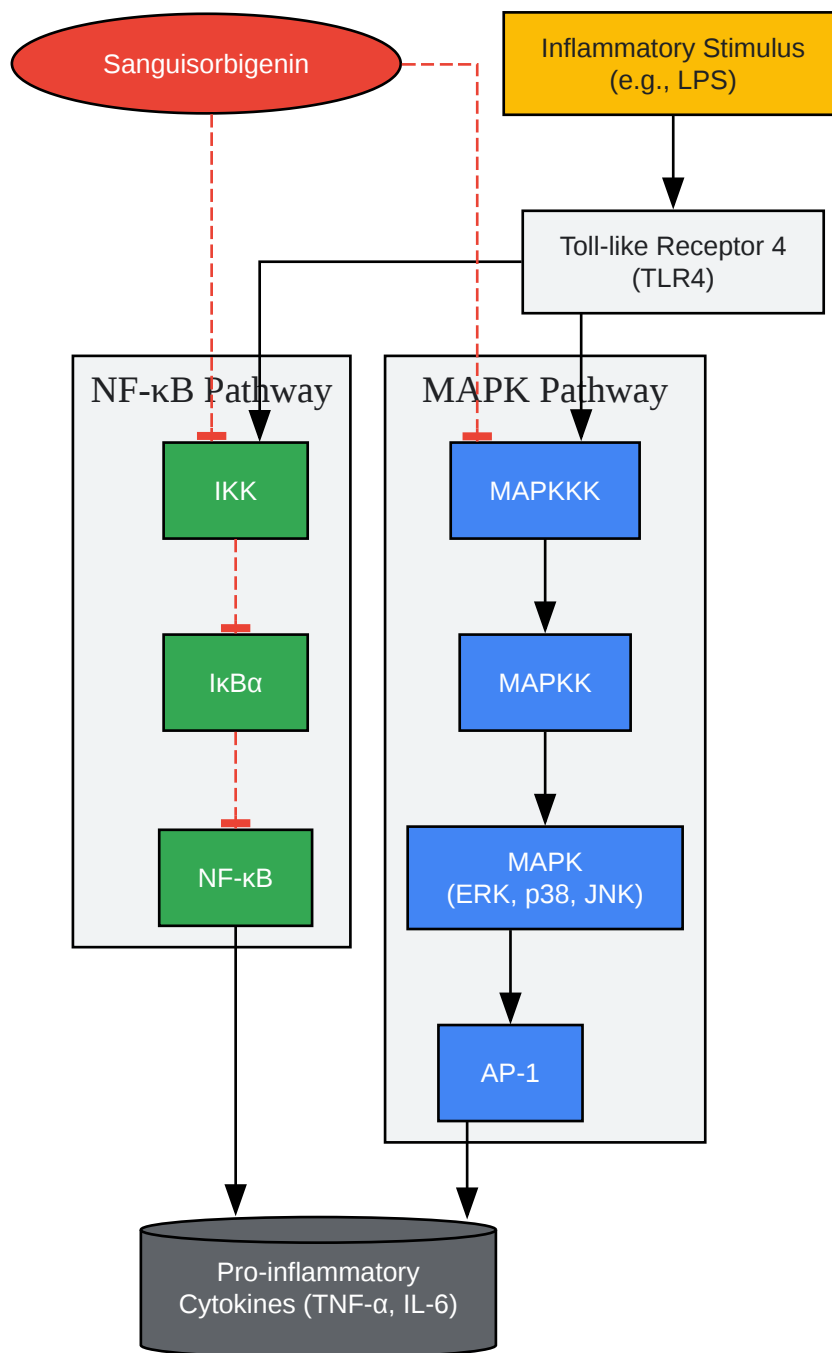 Sanguisorbigenin
Inflammatory Stimulus
(e.g., LPS)
Toll-like Receptor 4
(TLR4)
NF-κB Pathway
MAPK Pathway
IKK
MAPKKK
IκBα
MAPKK
NF-κB
MAPK
(ERK, p38, JNK)
AP-1
Pro-inflammatory
Cytokines (TNF-α, IL-6)